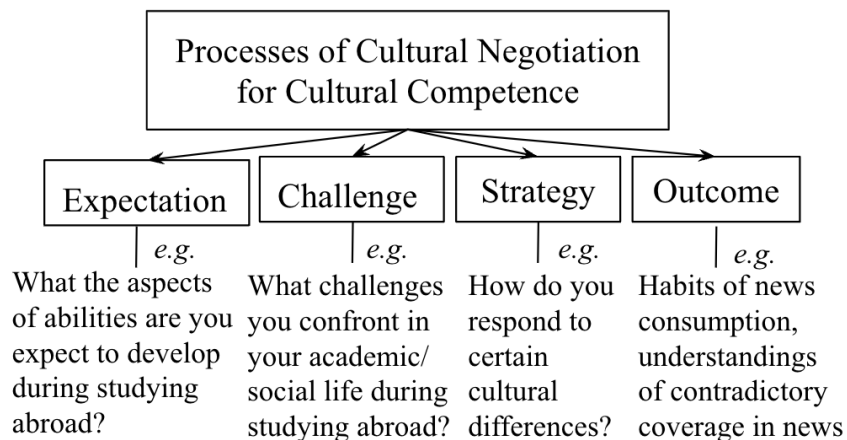 Processes of Cultural Negotiation
for Cultural Competence
Expectation
Challenge
Strategy
Outcome
e.g.
e.g.
e.g.
e.g.
What the aspects
of abilities are you
expect to develop
during studying
abroad?
What challenges
you confront in
your academic/
social life during
studying abroad?
How do you
respond to
certain
cultural
differences?
Habits of news
consumption,
understandings
of contradictory
coverage in news